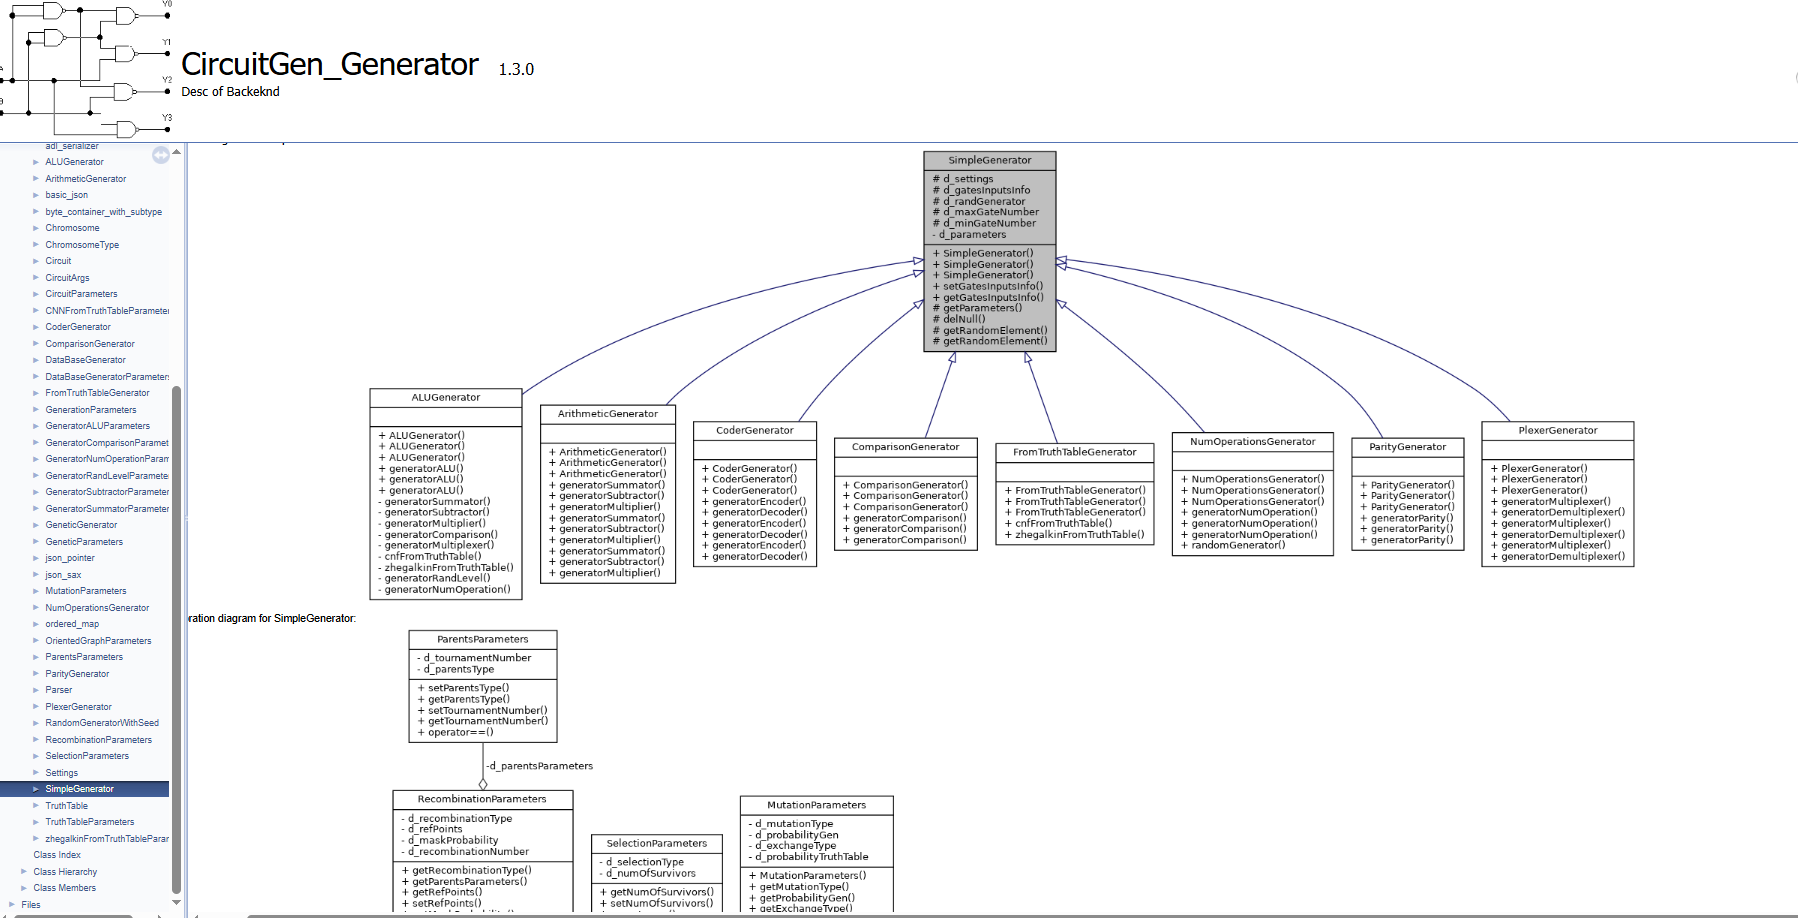 Y0
Y1
Y2
Y3
CircuitGen_Generator 1.3.0
Desc of Backeknd
adl_serializer
ALUGenerator
ArithmeticGenerator
basic_json
byte_container_with_subtype
Chromosome
ChromosomeType
Circuit
CircuitArgs
CircuitParameters
CNNFromTruthTableParameter
CoderGenerator
ComparisonGenerator
DataBaseGenerator
DataBaseGeneratorParameters
FromTruthTableGenerator
GenerationParameters
GeneratorALUParameters
GeneratorComparisonParamet
GeneratorNumOperationParam
GeneratorRandLevelParameter
GeneratorSubtractorParameter
GeneratorSummatorParameter
GeneticGenerator
GeneticParameters
json_pointer
json_sax
MutationParameters
NumOperationsGenerator
ordered_map
OrientedGraphParameters
ParentsParameters
ParityGenerator
Parser
PlexerGenerator
RandomGeneratorWithSeed
RecombinationParameters
SelectionParameters
Settings
SimpleGenerator
TruthTable
TruthTableParameters
zhegalkinFromTruthTableParar
Class Index
Class Hierarchy
Class Members
Files
SimpleGenerator
# d_settings
# d_gatesInputsInfo
# d_randGenerator
# d_maxGateNumber
# d_minGateNumber
- d_parameters
+ SimpleGenerator()
+ SimpleGenerator()
+ SimpleGenerator()
+ setGatesInputsInfo()
+ getGatesInputsInfo()
# getParameters()
# delNull()
# getRandomElement()
# getRandomElement()
ALUGenerator
+ ALUGenerator()
+ ALUGenerator()
+ ALUGenerator()
+ generatorALU()
+ generatorALU()
+ generatorALU()
- generatorSummator()
- generatorSubtractor()
- generatorMultiplier()
- generatorComparison()
- generatorMultiplexer()
- cnfFromTruthTable()
- zhegalkinFromTruthTable()
- generatorRandLevel()
- generatorNumOperation()
ArithmeticGenerator
+ ArithmeticGenerator()
+ ArithmeticGenerator()
+ ArithmeticGenerator()
+ generatorSummator()
+ generatorSubtractor()
+ generatorMultiplier()
+ generatorSummator()
+ generatorSubtractor()
+ generatorMultiplier()
+ generatorSummator()
+ generatorSubtractor()
+ generatorMultiplier()
CoderGenerator
+ CoderGenerator()
+ CoderGenerator()
+ CoderGenerator()
+ generatorEncoder()
+ generatorDecoder()
+ generatorEncoder()
+ generatorDecoder()
+ generatorEncoder()
+ generatorDecoder()
ComparisonGenerator
+ ComparisonGenerator()
+ ComparisonGenerator()
+ ComparisonGenerator()
+ generatorComparison()
+ generatorComparison()
+ generatorComparison()
FromTruthTableGenerator
+ FromTruthTableGenerator()
+ FromTruthTableGenerator()
+ FromTruthTableGenerator()
+ cnfFromTruthTable()
+ zhegalkinFromTruthTable()
NumOperationsGenerator
+ NumOperationsGenerator()
+ NumOperationsGenerator()
+ NumOperationsGenerator()
+ generatorNumOperation()
+ generatorNumOperation()
+ generatorNumOperation()
+ randomGenerator()
ParityGenerator
+ ParityGenerator()
+ ParityGenerator()
+ ParityGenerator()
+ generatorParity()
+ generatorParity()
+ generatorParity()
PlexerGenerator
+ PlexerGenerator()
+ PlexerGenerator()
+ PlexerGenerator()
+ generatorMultiplexer()
+ generatorDemultiplexer()
+ generatorMultiplexer()
+ generatorDemultiplexer()
+ generatorMultiplexer()
+ generatorDemultiplexer()
ration diagram for SimpleGenerator:
ParentsParameters
- d_tournamentNumber
- d_parentsType
+ setParentsType()
+ getParentsType()
+ setTournamentNumber()
+ getTournamentNumber()
+ operator==()
-d_parentsParameters
RecombinationParameters
- d_recombinationType
- d_refPoints
- d_maskProbability
- d_recombinationNumber
+ getRecombinationType()
+ getParentsParameters()
+ getRefPoints()
+ setRefPoints()
SelectionParameters
- d_selectionType
- d_numOfSurvivors
+ getNumOfSurvivors()
+ setNumOfSurvivors()
MutationParameters
- d_mutationType
- d_probabilityGen
- d_exchangeType
- d_probabilityTruthTable
+ MutationParameters()
+ getMutationType()
+ getProbabilityGen()
+ getExchangeType()